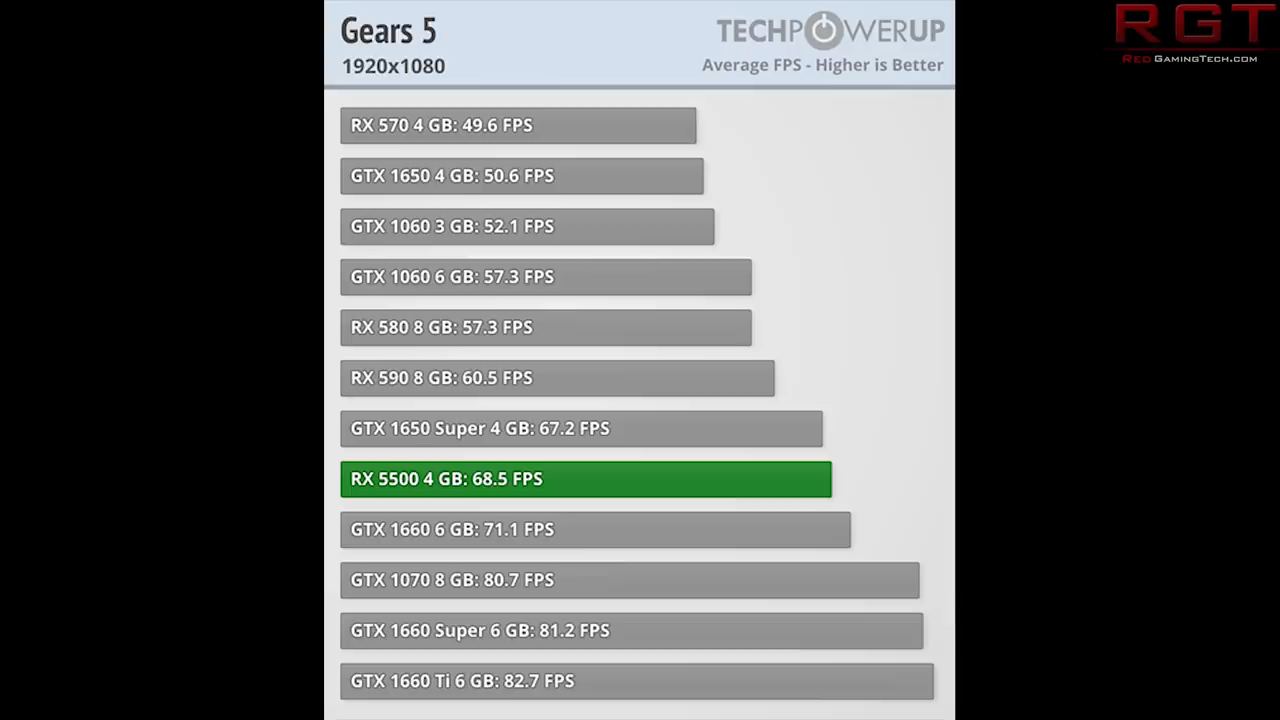 Gears 5
TECHPOWERUP
1920x1080
Average FPS - Higher is Better
RGT
RedGamingTech.com
RX 570 4 GB: 49.6 FPS
GTX 1650 4 GB: 50.6 FPS
GTX 1060 3 GB: 52.1 FPS
GTX 1060 6 GB: 57.3 FPS
RX 580 8 GB: 57.3 FPS
RX 590 8 GB: 60.5 FPS
GTX 1650 Super 4 GB: 67.2 FPS
RX 5500 4 GB: 68.5 FPS
GTX 1660 6 GB: 71.1 FPS
GTX 1070 8 GB: 80.7 FPS
GTX 1660 Super 6 GB: 81.2 FPS
GTX 1660 Ti 6 GB: 82.7 FPS